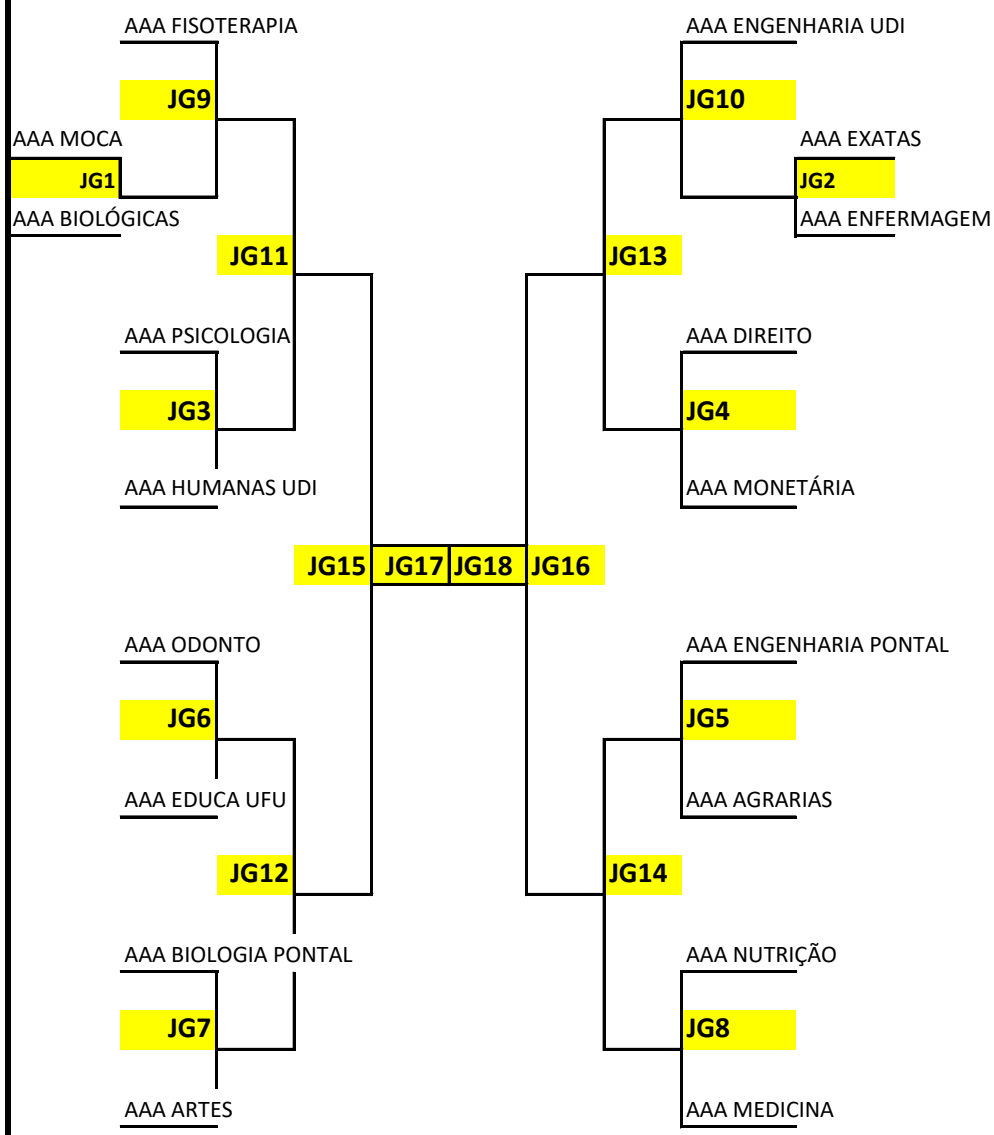 AAA FISOTERAPIA
AAA ENGENHARIA UDI
JG9
JG10
AAA MOCA
AAA EXATAS
JG1
JG2
AAA BIOLÓGICAS
AAA ENFERMAGEM
JG11
JG13
AAA PSICOLOGIA
AAA DIREITO
JG3
JG4
AAA HUMANAS UDI
AAA MONETÁRIA
JG15
JG17
JG18
JG16
AAA ODONTO
AAA ENGENHARIA PONTAL
JG6
JG5
AAA EDUCA UFU
AAA AGRARIAS
JG12
JG14
AAA BIOLOGIA PONTAL
AAA NUTRIÇÃO
JG7
JG8
AAA ARTES
AAA MEDICINA